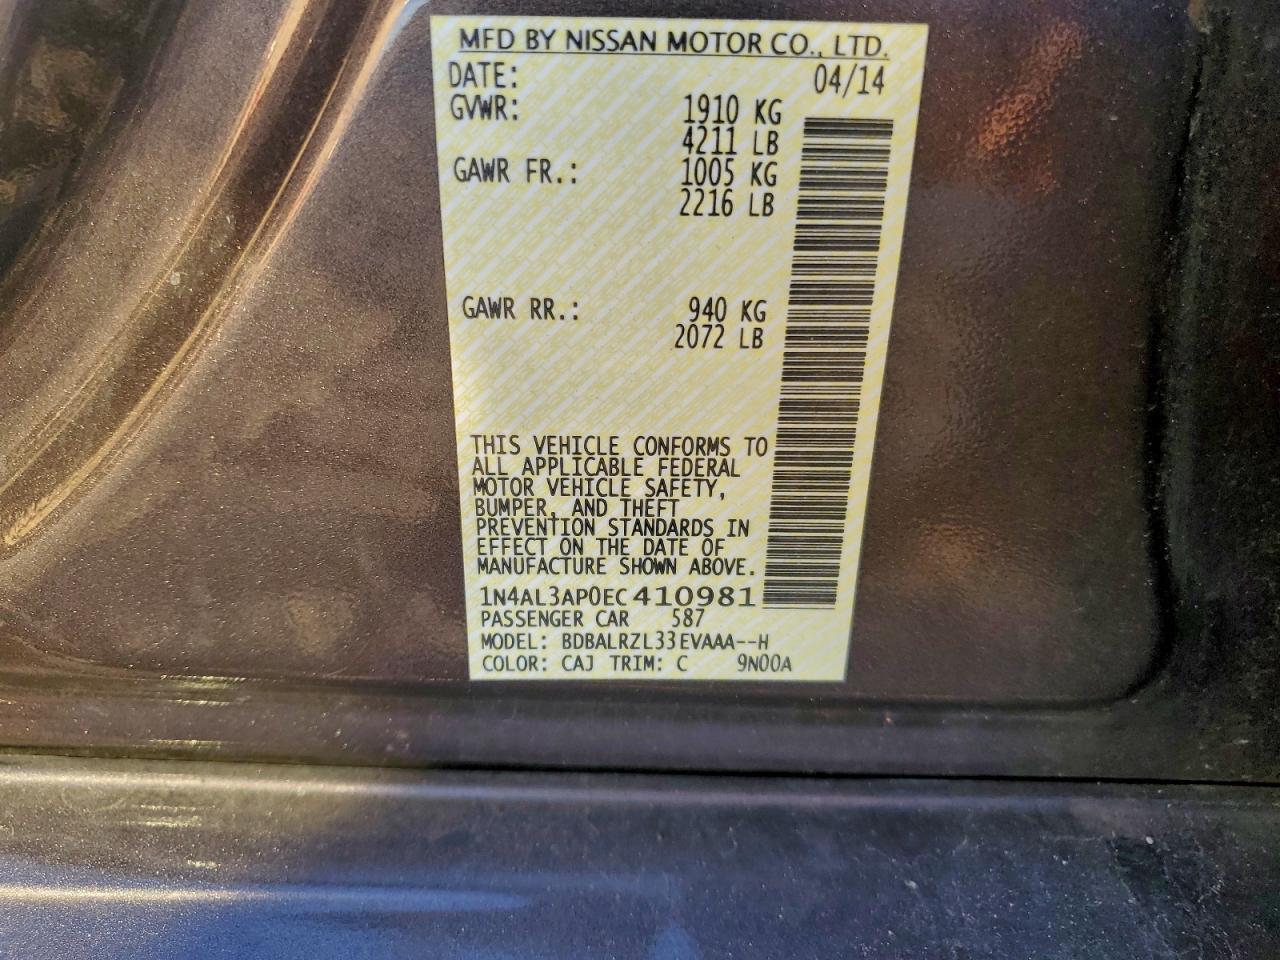 MFD BY NISSAN MOTOR CO., LTD.
DATE: 04/14
GVWR: 1910 KG
4211 LB
GAWR FR.: 1005 KG
2216 LB
GAWR RR.: 940 KG
2072 LB
THIS VEHICLE CONFORMS TO
ALL APPLICABLE FEDERAL
MOTOR VEHICLE SAFETY,
BUMPER, AND THEFT
PREVENTION STANDARDS IN
EFFECT ON THE DATE OF
MANUFACTURE SHOWN ABOVE.
1N4AL3AP0EC410981
PASSENGER CAR 587
MODEL: BDBALRZL33EVAAA--H
COLOR: CAJ TRIM: C 9N00A